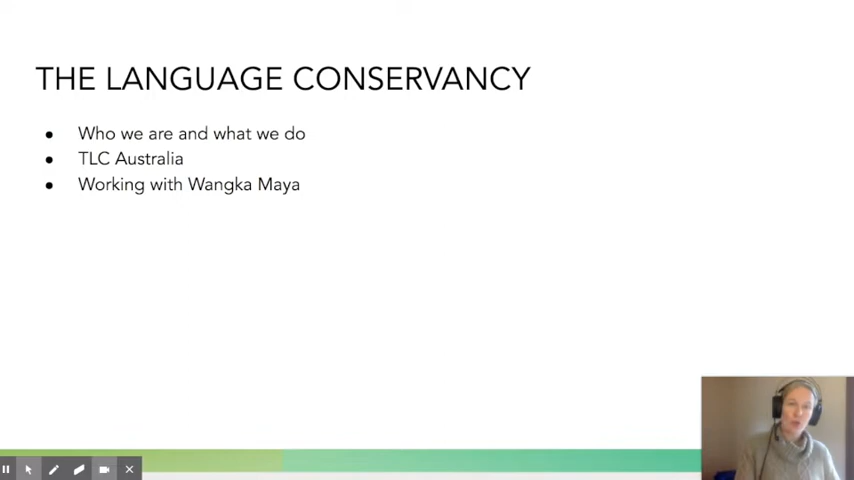 THE LANGUAGE CONSERVANCY
● Who we are and what we do
● TLC Australia
● Working with Wangka Maya